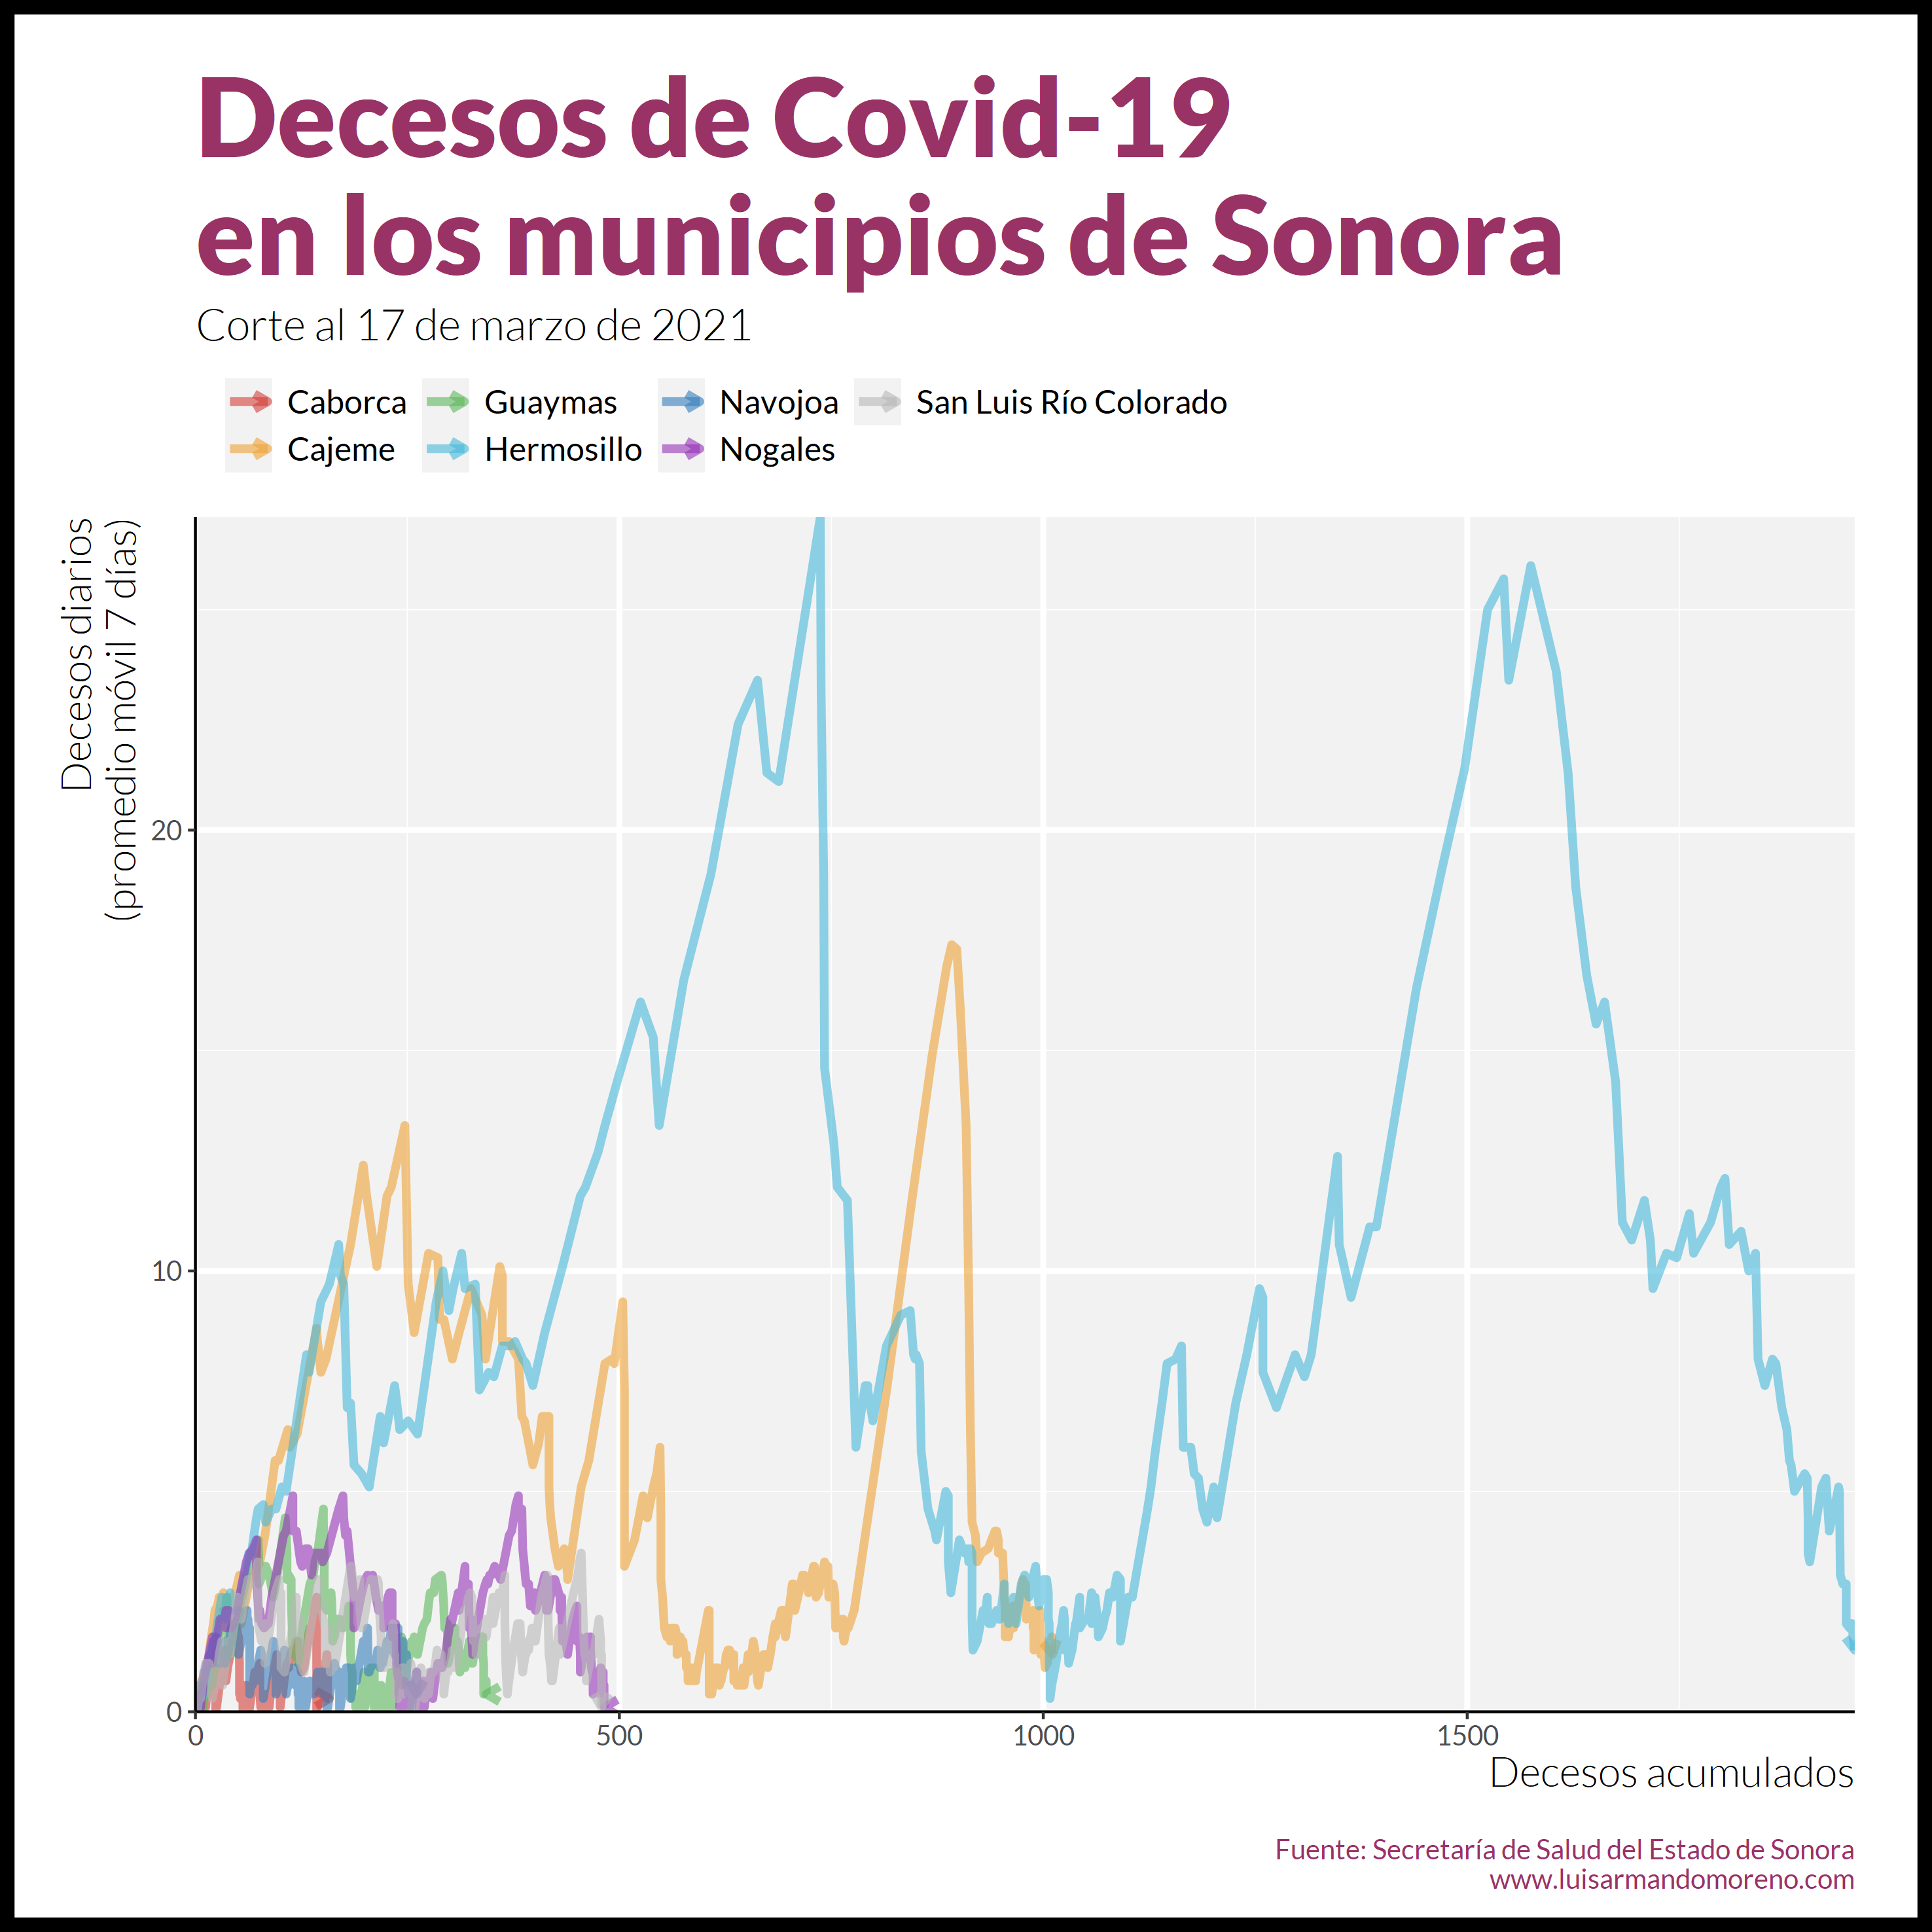 Decesos de Covid-19
en los municipios de Sonora
Corte al 17 de marzo de 2021
Caborca
Guaymas
Navojoa
San Luis Río Colorado
Cajeme
Hermosillo
Nogales
Decesos diarios
(promedio móvil 7 días)
20
10
0
0
500
1000
1500
Decesos acumulados
Fuente: Secretaría de Salud del Estado de Sonora
www.luisarmandomoreno.com